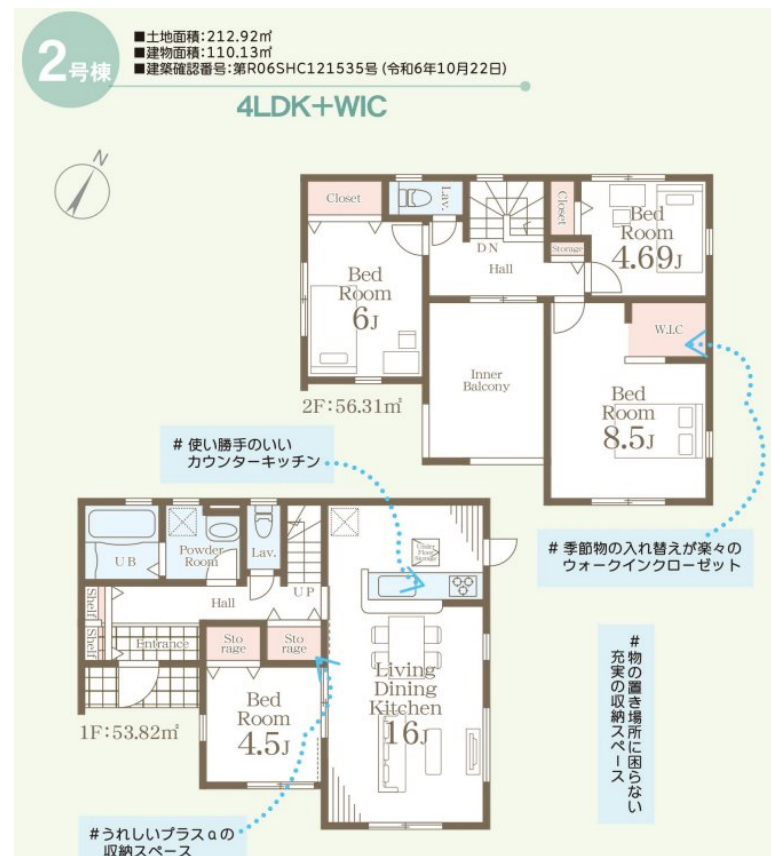 2号棟
■土地面積:212.92㎡
■建物面積:110.13㎡
■建築確認番号:第R06SHC121535号(令和6年10月22日)
4LDK+WIC
N
Closet
Lav.
DN
Hall
Closet
Storage
Bed
Room
4.69J
Bed
Room
6J
Inner
Balcony
W.I.C
Bed
Room
8.5J
2F:56.31㎡
# 使い勝手のいい
カウンターキッチン
# 季節物の入れ替えが楽々の
ウォークインクローゼット
UB
Powder
Room
Lav.
UP
Hall
Under
Floor
Storage
Shelf
Shelf
Entrance
Sto
rage
Sto
rage
Living
Dining
Kitchen
16J
Bed
Room
4.5J
1F:53.82㎡
# 物の置き場所に困らない
充実の収納スペース
#うれしいプラスαの
収納スペース